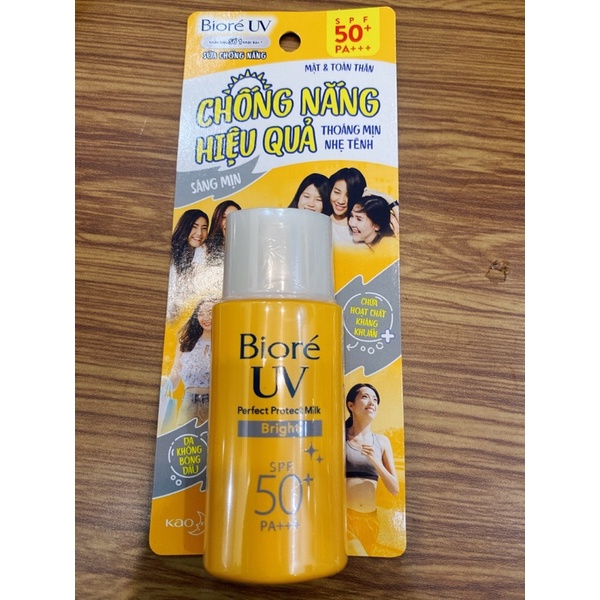 Bioré UV
SỮA CHỐNG NẮNG
SPF
50+
PA+++
MẶT & TOÀN THÂN
CHỐNG NẮNG
HIỆU QUẢ
THOÁNG MỊN
NHẸ TÊNH
SÁNG MỊN
CHỨA
HOẠT CHẤT
KHÁNG
KHUẨN
Bioré
UV
Perfect Protect Milk
Bright
SPF
50+
PA+++
DA
KHÔNG
BÓNG
DẦU
Kao